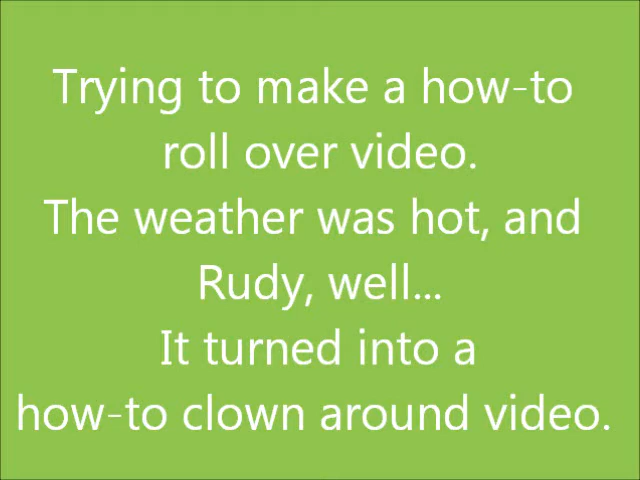 Trying to make a how-to
roll over video.
The weather was hot, and
Rudy, well...
It turned into a
how-to clown around video.